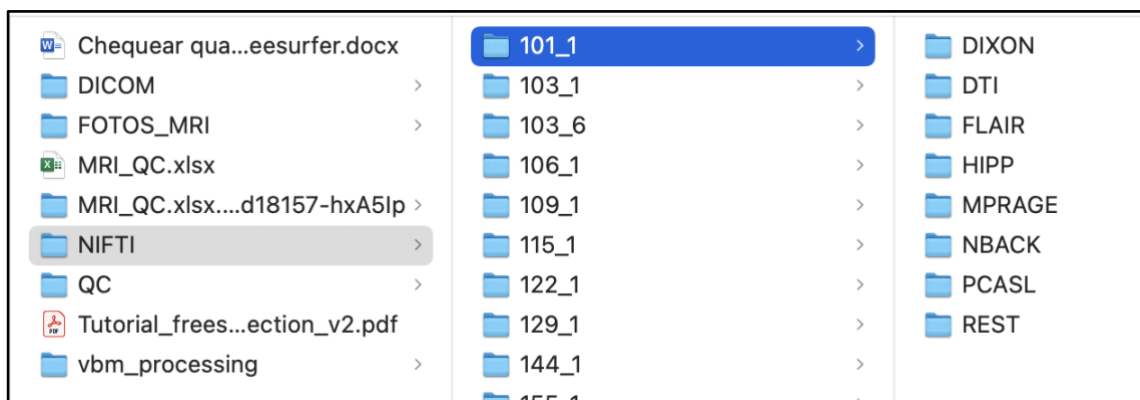 Chequear qua...eesurfer.docx
DICOM
FOTOS_MRI
MRI_QC.xlsx
MRI_QC.xlsx....d18157-hxA5Ip
NIFTI
QC
Tutorial_frees...ection_v2.pdf
vbm_processing
101_1
103_1
103_6
106_1
109_1
115_1
122_1
129_1
144_1
DIXON
DTI
FLAIR
HIPP
MPRAGE
NBACK
PCASL
REST